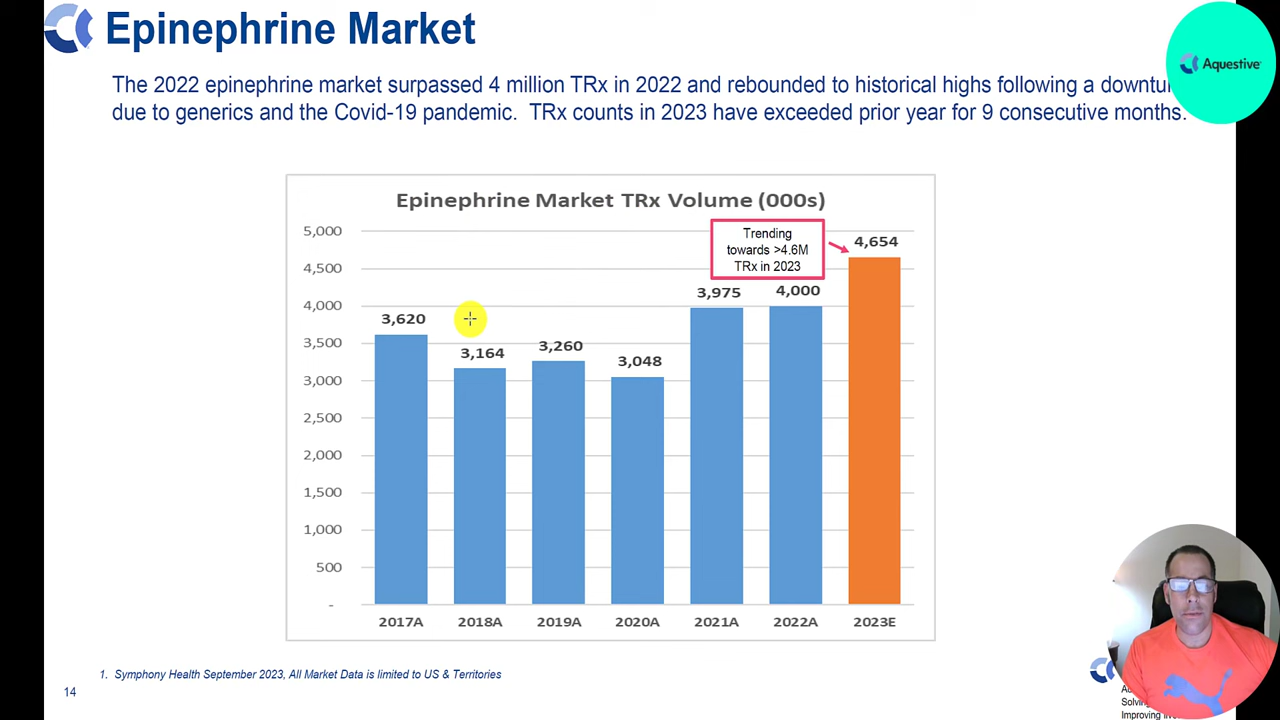 Epinephrine Market
Aquestive
The 2022 epinephrine market surpassed 4 million TRx in 2022 and rebounded to historical highs following a
due to generics and the Covid-19 pandemic. TRx counts in 2023 have exceeded prior year for 9 consecutive months.
Epinephrine Market TRx Volume (000s)
5,000
4,500
4,000
3,500
3,000
2,500
2,000
1,500
1,000
500
-
Trending
towards >4.6M
TRx in 2023
3,620
3,164
3,260
3,048
3,975
4,000
4,654
2017A
2018A
2019A
2020A
2021A
2022A
2023E
1. Symphony Health September 2023, All Market Data is limited to US & Territories
14
Improving